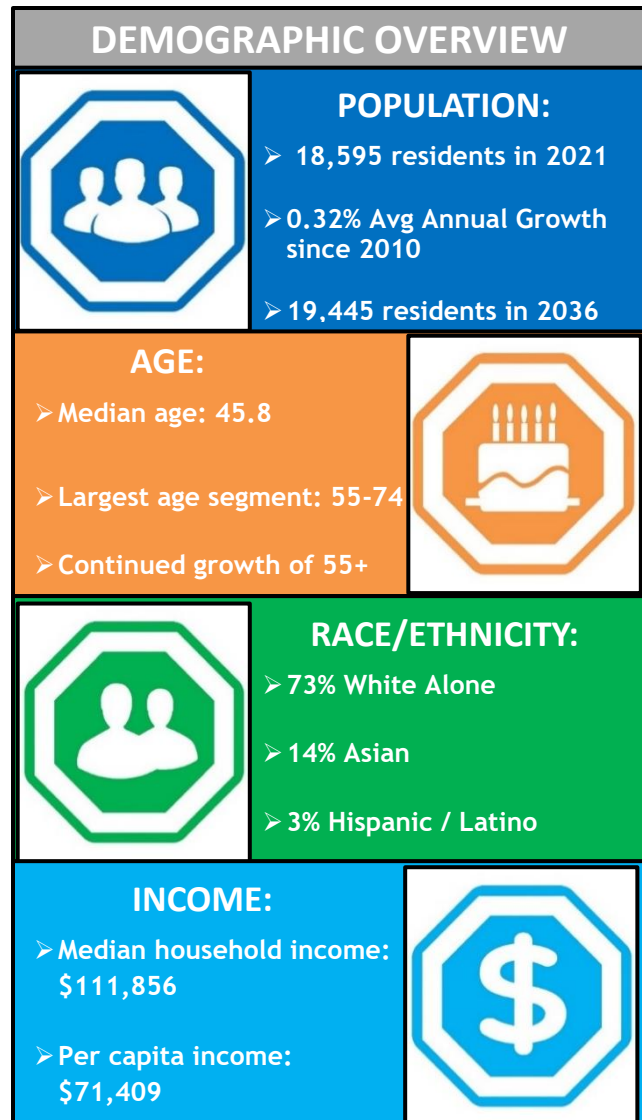 DEMOGRAPHIC OVERVIEW
POPULATION:
➢ 18,595 residents in 2021
➢ 0.32% Avg Annual Growth
since 2010
➢ 19,445 residents in 2036
AGE:
➢ Median age: 45.8
➢ Largest age segment: 55-74
➢ Continued growth of 55+
RACE/ETHNICITY:
➢ 73% White Alone
➢ 14% Asian
➢ 3% Hispanic / Latino
INCOME:
➢ Median household income:
$111,856
➢ Per capita income:
$71,409
$